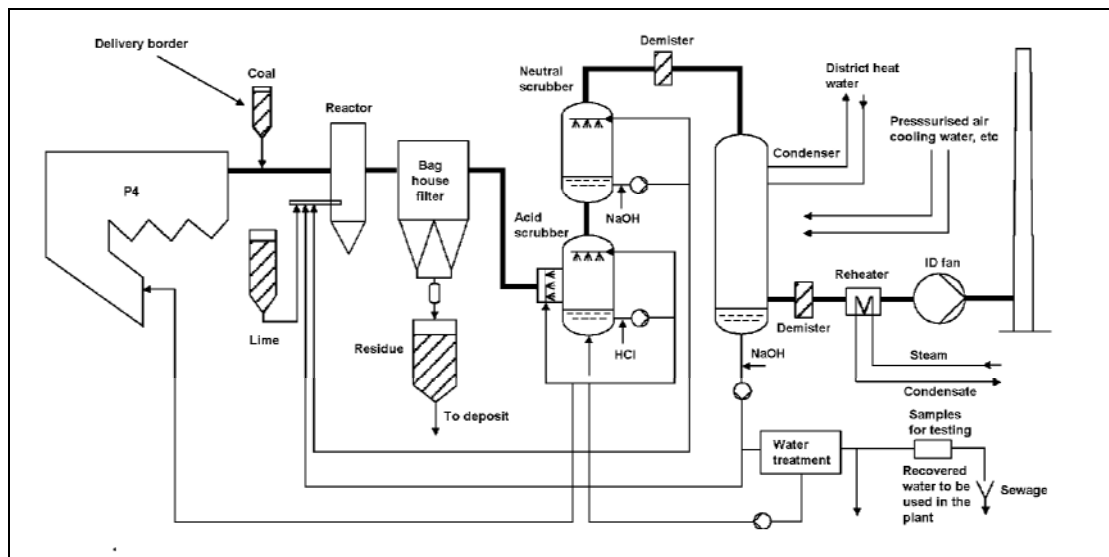 Delivery border
Coal
Reactor
P4
Bag
house
filter
Lime
Residue
To deposit
Neutral
scrubber
Demister
NaOH
Acid
scrubber
HCl
District heat
water
Condenser
Presssurised air
cooling water, etc
Reheater
ID fan
Demister
NaOH
Steam
Condensate
Water
treatment
Samples
for testing
Recovered
water to be
used in the
plant
Sewage